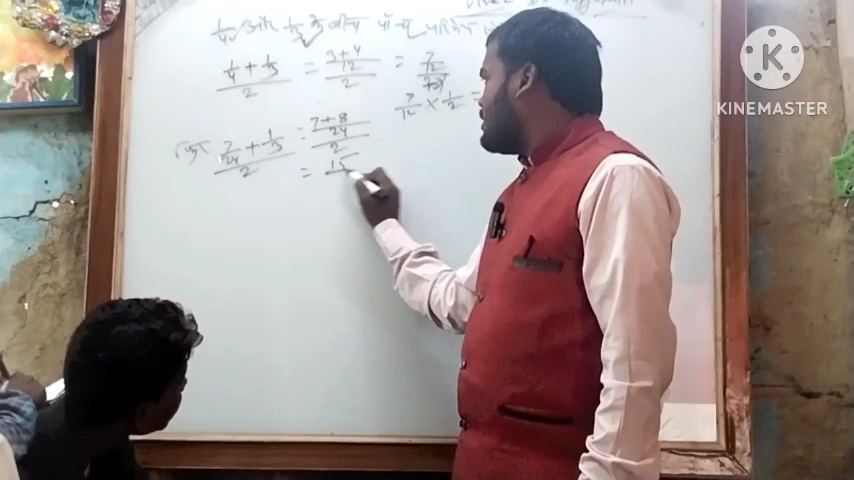 1/4 और 1/3 के बीच पाँच परिमेय
(1/4 + 1/3)/2 = ((3+4)/12)/2 = (7/12)/2
7/12 × 1/2 =
फिर (7/24 + 1/3)/2 = ((7+8)/24)/2
= 15
K
KINEMASTER